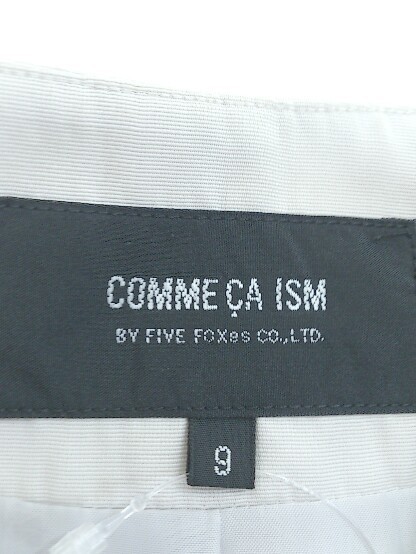 COMME ÇA ISM
BY FIVE FOXes CO.,LTD.
9